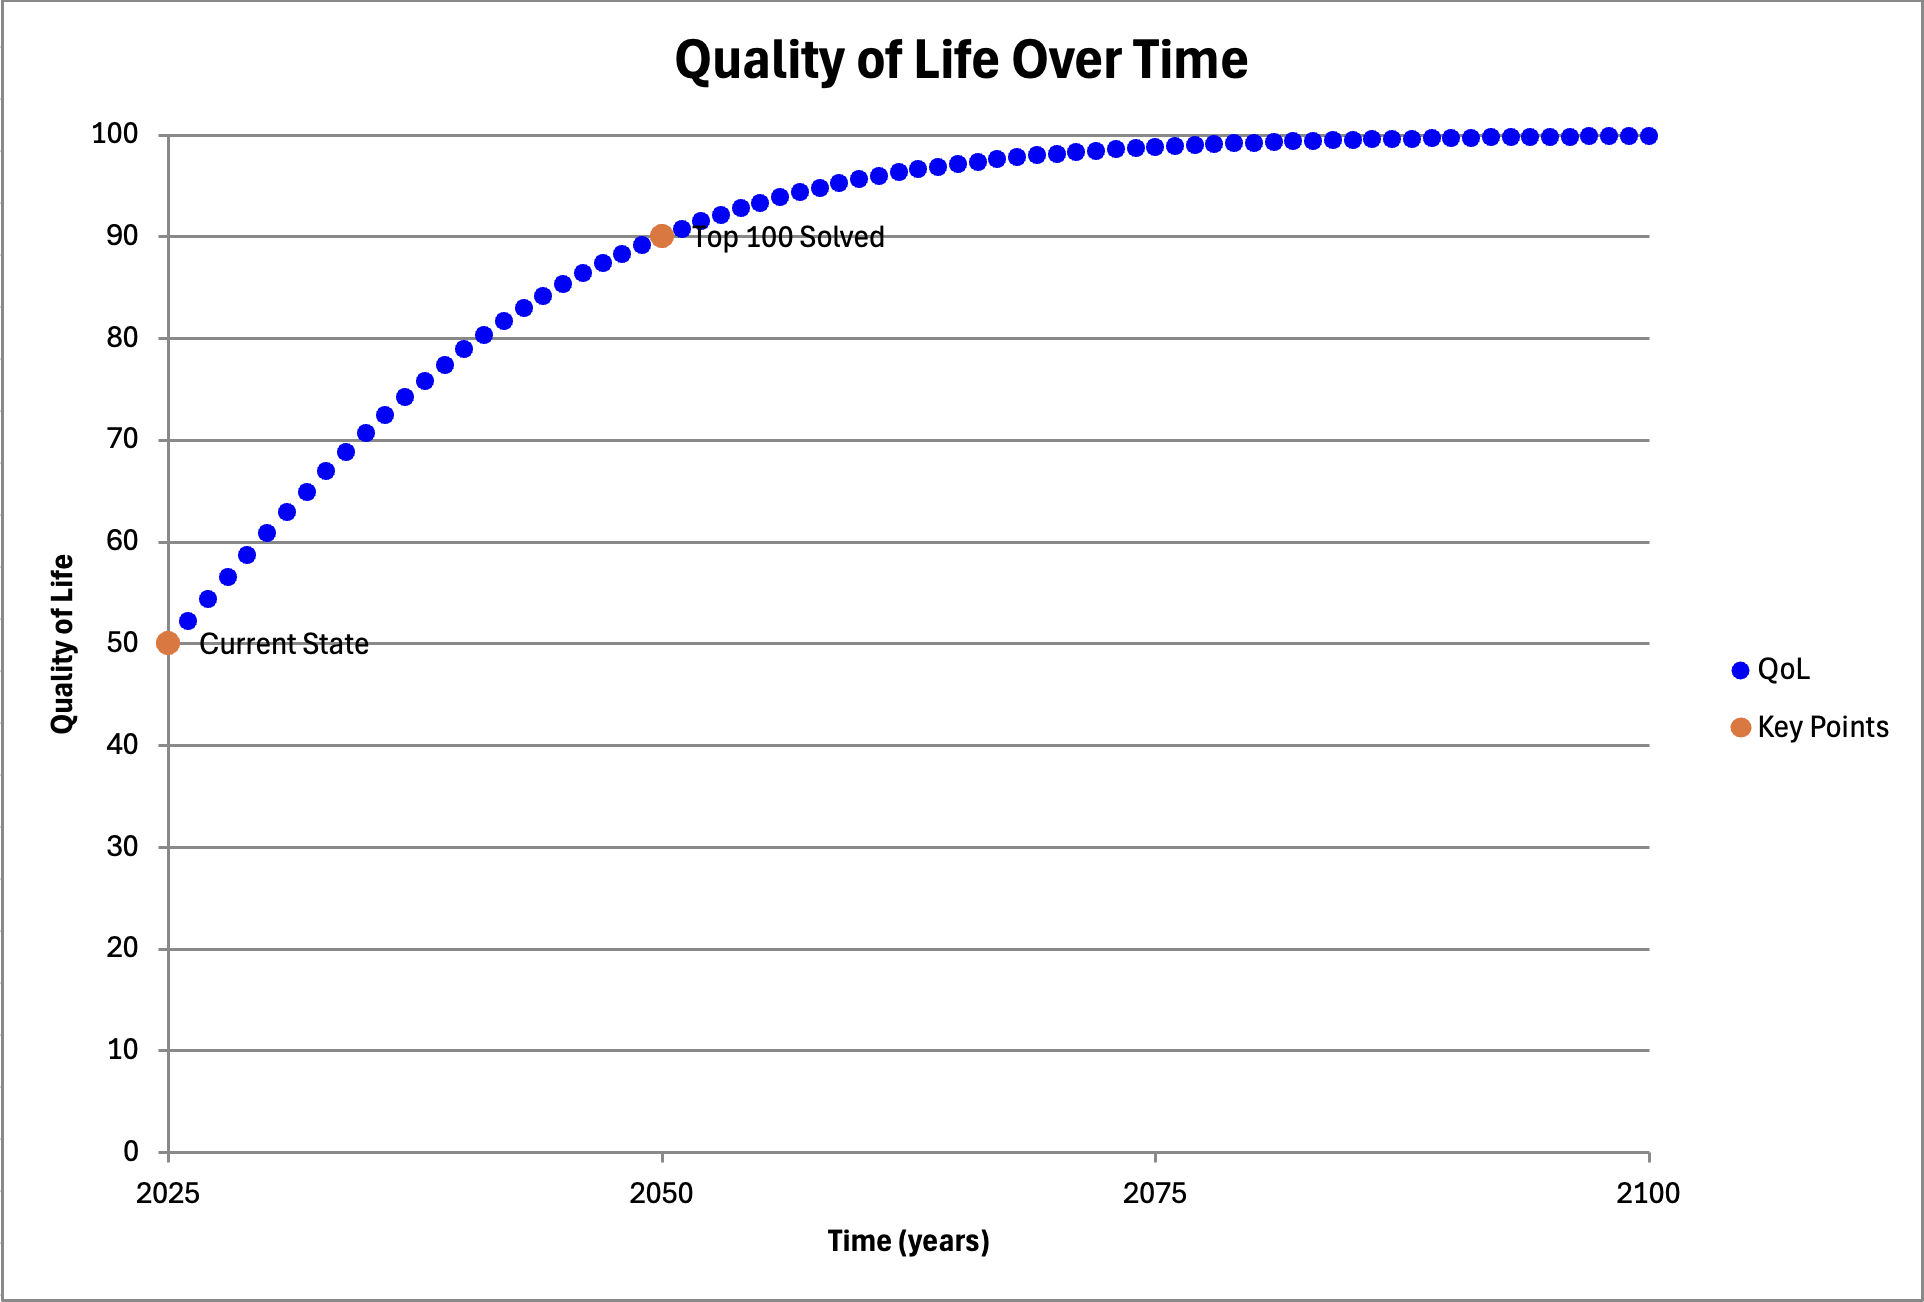 Quality of Life Over Time
100
90
80
70
60
50
40
30
20
10
0
Quality of Life
Top 100 Solved
Current State
QoL
Key Points
2025
2050
2075
2100
Time (years)